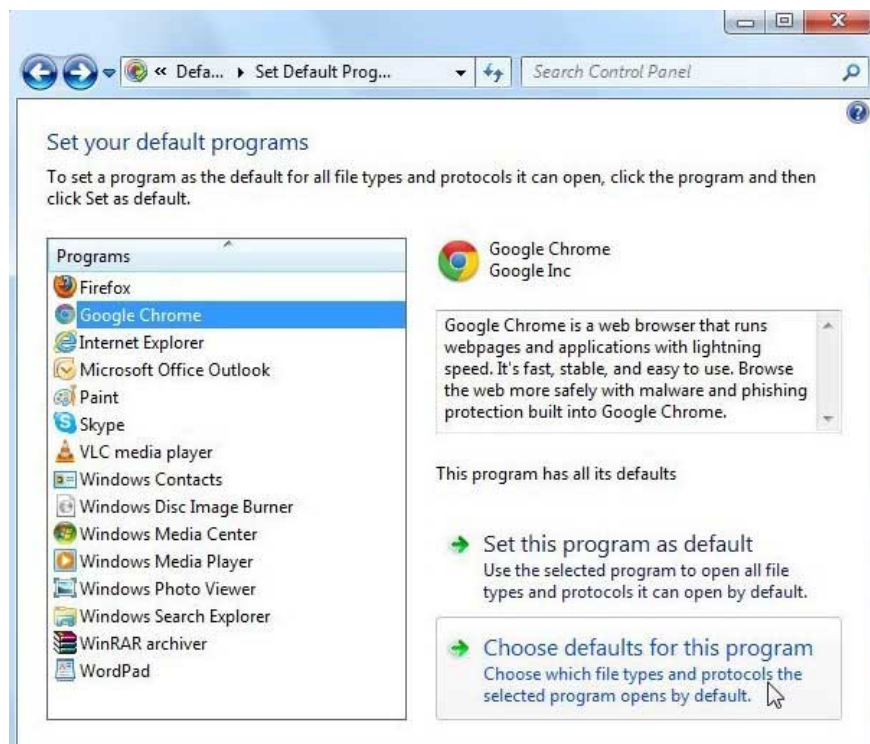 « Defa... ▸ Set Default Prog...
Search Control Panel
Set your default programs
To set a program as the default for all file types and protocols it can open, click the program and then
click Set as default.
Programs
Firefox
Google Chrome
Internet Explorer
Microsoft Office Outlook
Paint
Skype
VLC media player
Windows Contacts
Windows Disc Image Burner
Windows Media Center
Windows Media Player
Windows Photo Viewer
Windows Search Explorer
WinRAR archiver
WordPad
Google Chrome
Google Inc
Google Chrome is a web browser that runs
webpages and applications with lightning
speed. It's fast, stable, and easy to use. Browse
the web more safely with malware and phishing
protection built into Google Chrome.
This program has all its defaults
Set this program as default
Use the selected program to open all file
types and protocols it can open by default.
Choose defaults for this program
Choose which file types and protocols the
selected program opens by default.